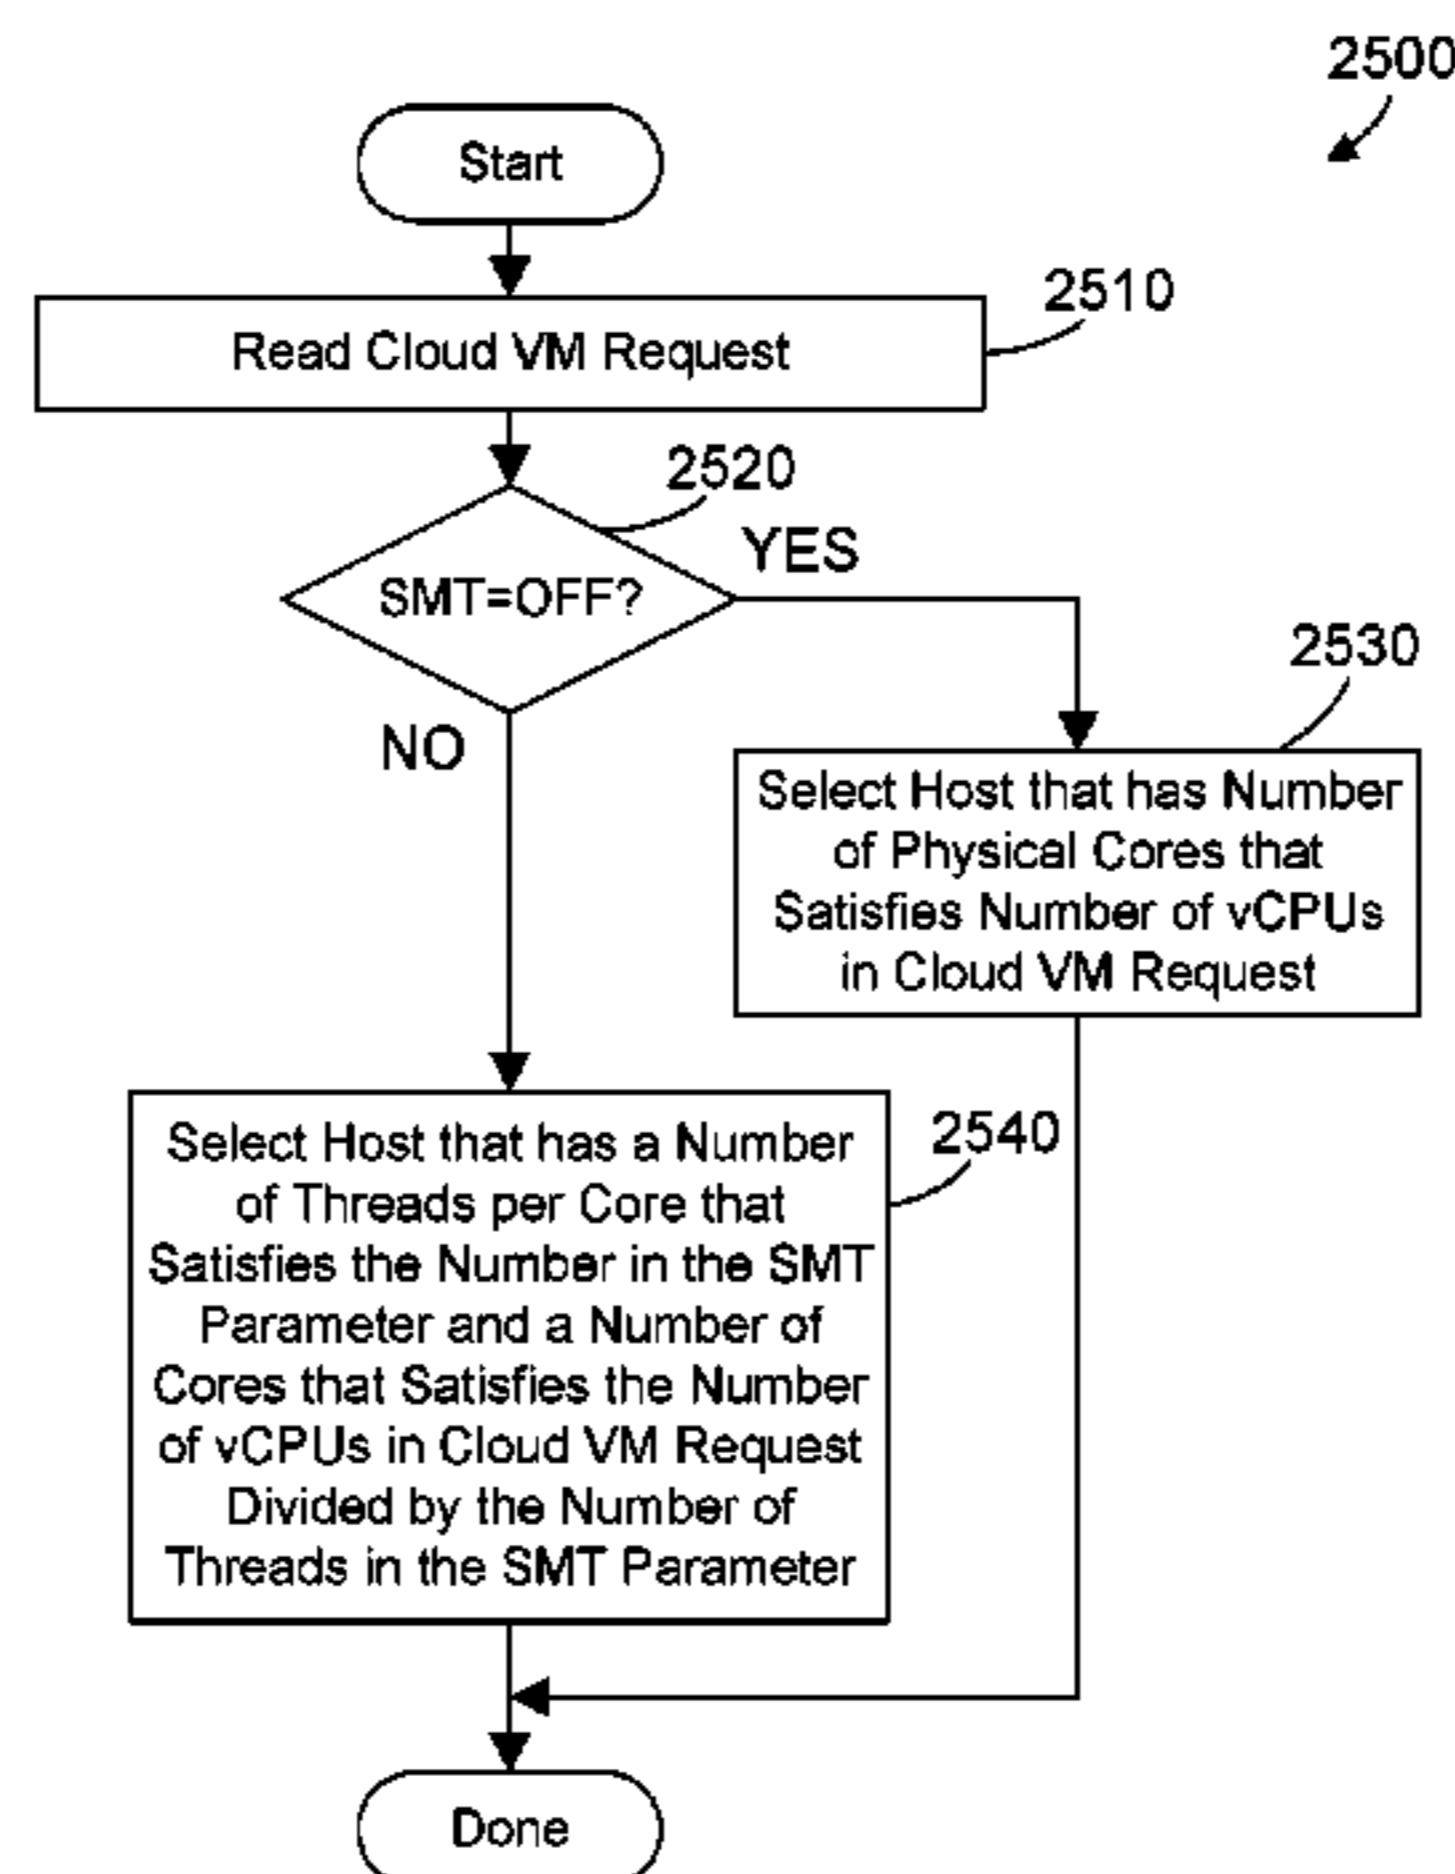 2500
Start
2510
Read Cloud VM Request
2520
YES
SMT=OFF?
2530
NO
Select Host that has Number
of Physical Cores that
Satisfies Number of vCPUs
in Cloud VM Request
2540
Select Host that has a Number
of Threads per Core that
Satisfies the Number in the SMT
Parameter and a Number of
Cores that Satisfies the Number
of vCPUs in Cloud VM Request
Divided by the Number of
Threads in the SMT Parameter
Done